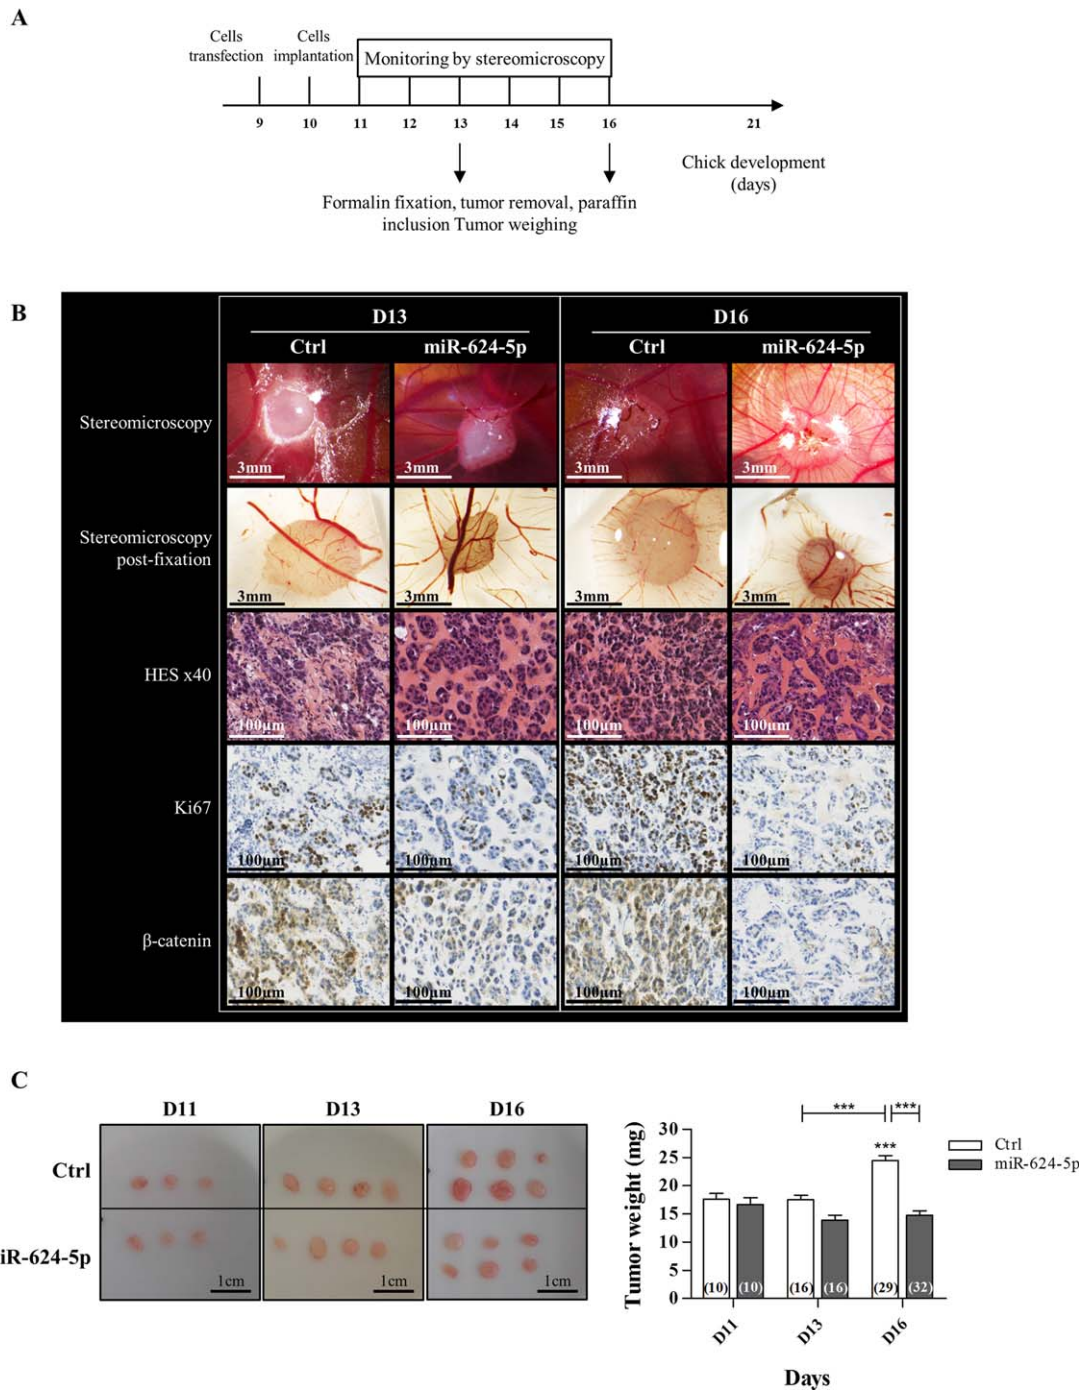 A
Cells
transfection
Cells
implantation
Monitoring by stereomicroscopy
9 10 11 12 13 14 15 16 21
Chick development
(days)
Formalin fixation, tumor removal, paraffin
inclusion Tumor weighing
B
D13 D16
Ctrl miR-624-5p Ctrl miR-624-5p
Stereomicroscopy
3mm 3mm 3mm 3mm
Stereomicroscopy
post-fixation
3mm 3mm 3mm 3mm
HES x40
100µm 100µm 100µm 100µm
Ki67
100µm 100µm 100µm 100µm
β-catenin
100µm 100µm 100µm 100µm
C
D11 D13 D16
Ctrl
iR-624-5p
1cm 1cm 1cm
Tumor weight (mg)
30
25
20
15
10
5
0
*** ***
***
Ctrl
miR-624-5p
(10) (10) (16) (16) (29) (32)
D11 D13 D16
Days